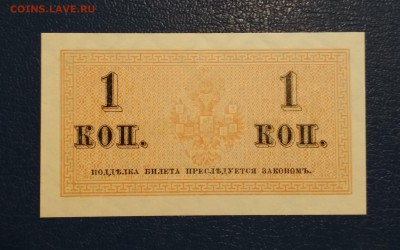 COINS.LAVE.RU
1 1
КОП. КОП.
ПОДДѢЛКА БИЛЕТА ПРЕСЛѢДУЕТСЯ ЗАКОНОМЪ.